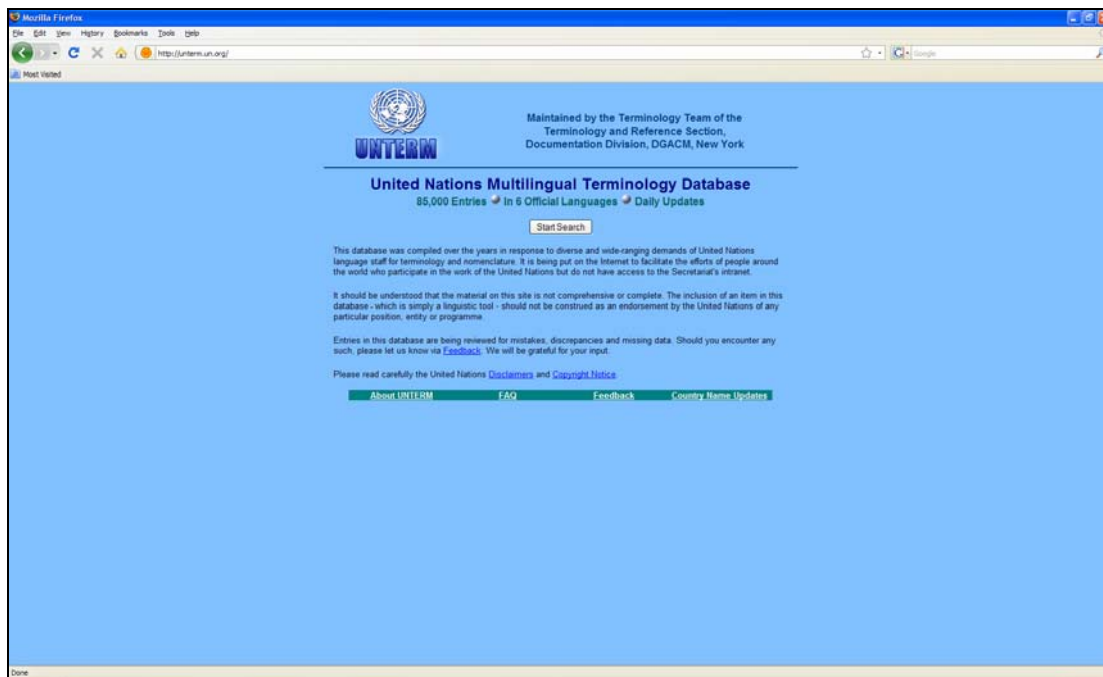 Mozilla Firefox
File Edit View History Bookmarks Tools Help
http://unterm.un.org/
Google
Most Visited
UNTERM
Maintained by the Terminology Team of the
Terminology and Reference Section,
Documentation Division, DGACM, New York
United Nations Multilingual Terminology Database
85,000 Entries In 6 Official Languages Daily Updates
Start Search
This database was compiled over the years in response to diverse and wide-ranging demands of United Nations
language staff for terminology and nomenclature. It is being put on the Internet to facilitate the efforts of people around
the world who participate in the work of the United Nations but do not have access to the Secretariat's intranet.
It should be understood that the material on this site is not comprehensive or complete. The inclusion of an item in this
database - which is simply a linguistic tool - should not be construed as an endorsement by the United Nations of any
particular position, entity or programme.
Entries in this database are being reviewed for mistakes, discrepancies and missing data. Should you encounter any
such, please let us know via Feedback. We will be grateful for your input.
Please read carefully the United Nations Disclaimers and Copyright Notice.
About UNTERM FAQ Feedback Country Name Updates
Done